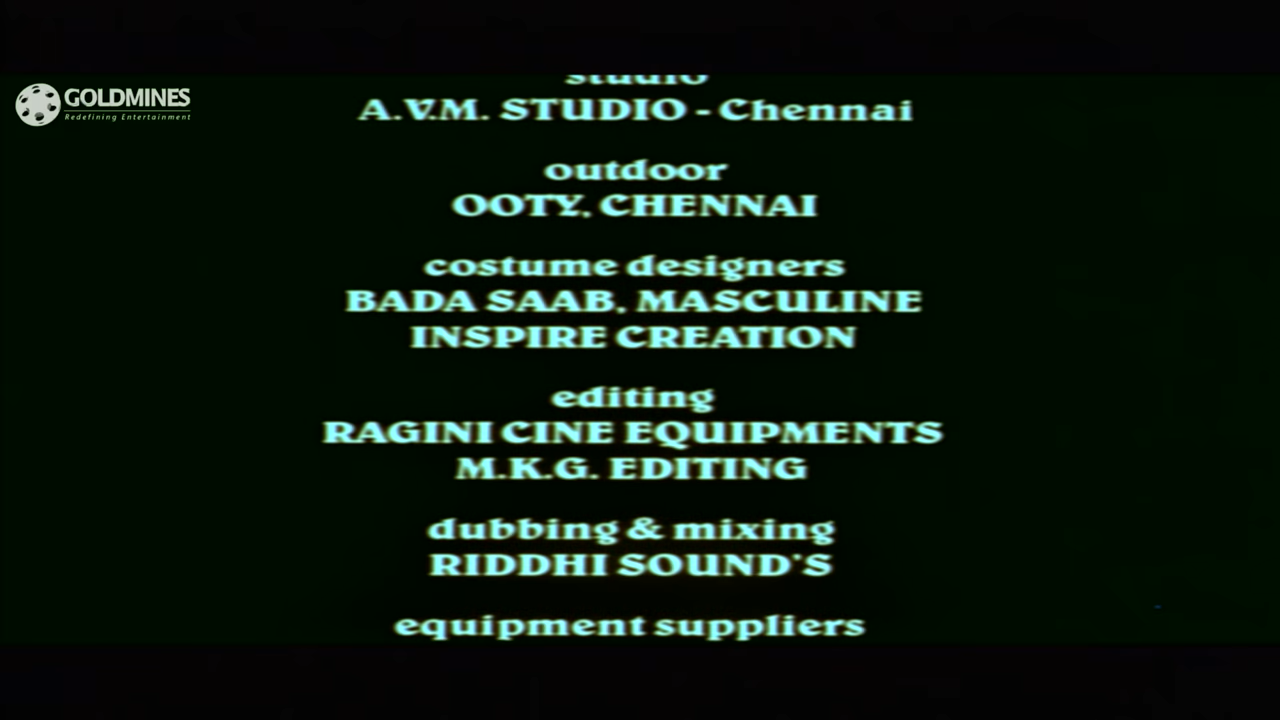 GOLDMINES
Redefining Entertainment
studio
A.V.M. STUDIO - Chennai
outdoor
OOTY, CHENNAI
costume designers
BADA SAAB, MASCULINE
INSPIRE CREATION
editing
RAGINI CINE EQUIPMENTS
M.K.G. EDITING
dubbing & mixing
RIDDHI SOUND'S
equipment suppliers